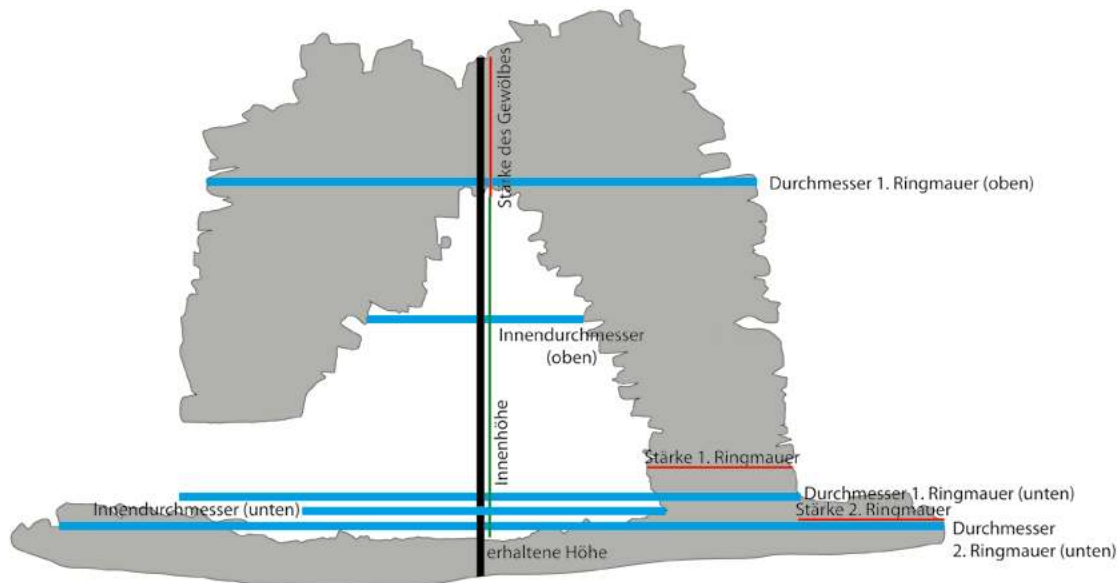 Stärke des Gewölbes
Durchmesser 1. Ringmauer (oben)
Innendurchmesser
(oben)
Innenhöhe
Stärke 1. Ringmauer
Durchmesser 1. Ringmauer (unten)
Innendurchmesser (unten)
Stärke 2. Ringmauer
Durchmesser
2. Ringmauer (unten)
erhaltene Höhe